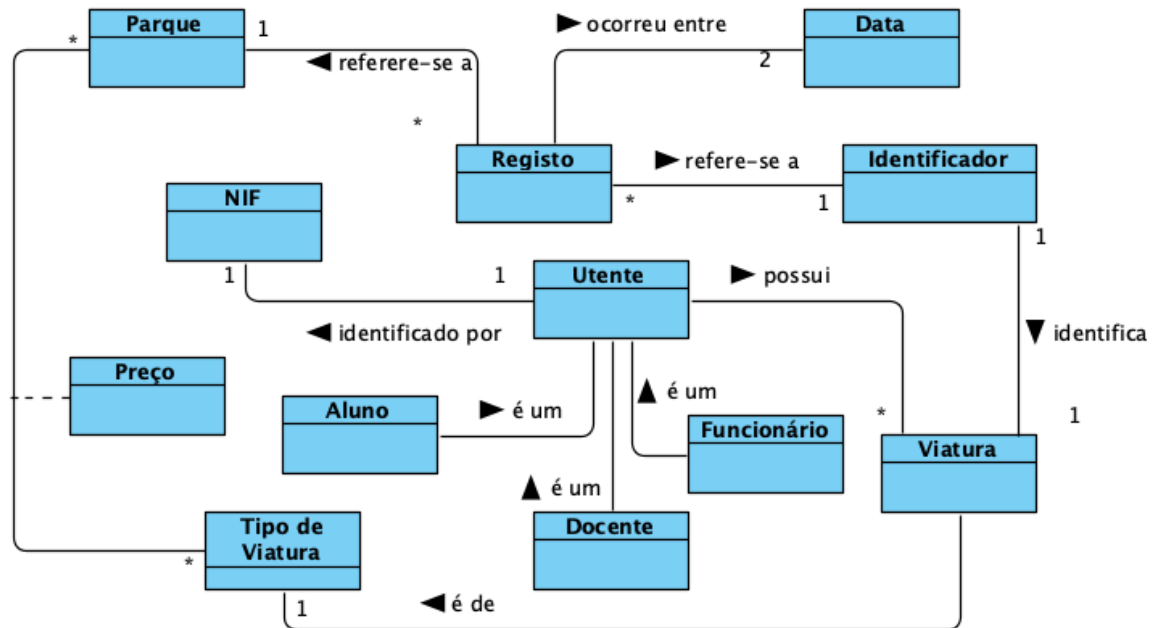 Parque
1
*
◄ referere-se a
*
► ocorreu entre
2
Data
Registo
► refere-se a
*
1
Identificador
1
NIF
1
1
Utente
► possui
◄ identificado por
▼ identifica
Preço
Aluno
► é um
▲ é um
Funcionário
*
1
Viatura
▲ é um
Docente
Tipo de
Viatura
*
1
◄ é de